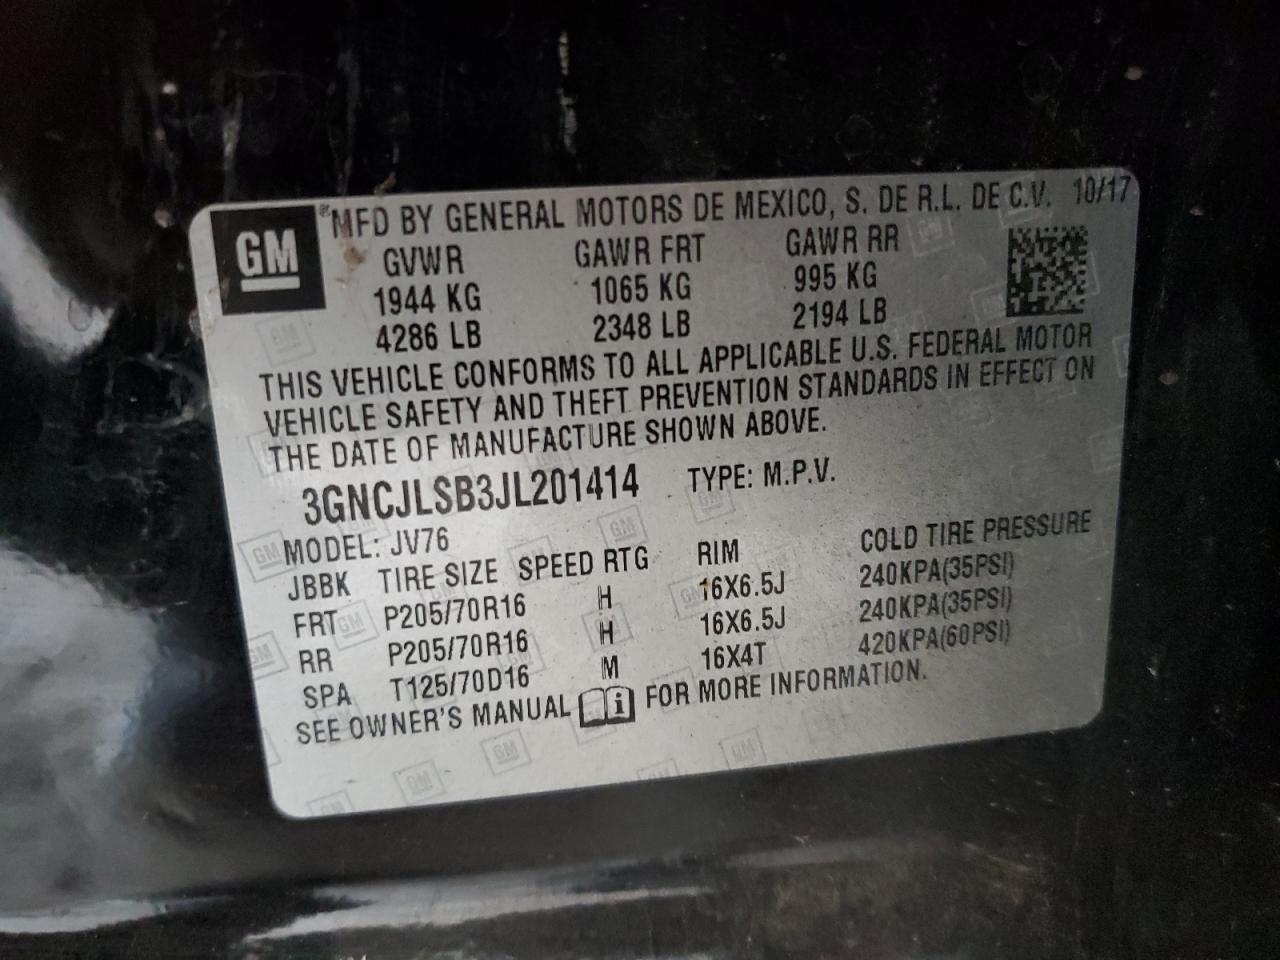 GM ® MFD BY GENERAL MOTORS DE MEXICO, S. DE R.L. DE C.V. 10/17
GVWR GAWR FRT GAWR RR
1944 KG 1065 KG 995 KG
4286 LB 2348 LB 2194 LB
THIS VEHICLE CONFORMS TO ALL APPLICABLE U.S. FEDERAL MOTOR
VEHICLE SAFETY AND THEFT PREVENTION STANDARDS IN EFFECT ON
THE DATE OF MANUFACTURE SHOWN ABOVE.
3GNCJLSB3JL201414 TYPE: M.P.V.
MODEL: JV76
JBBK TIRE SIZE SPEED RTG RIM COLD TIRE PRESSURE
FRT P205/70R16 H 16X6.5J 240KPA(35PSI)
RR P205/70R16 H 16X6.5J 240KPA(35PSI)
SPA T125/70D16 M 16X4T 420KPA(60PSI)
SEE OWNER'S MANUAL i FOR MORE INFORMATION.